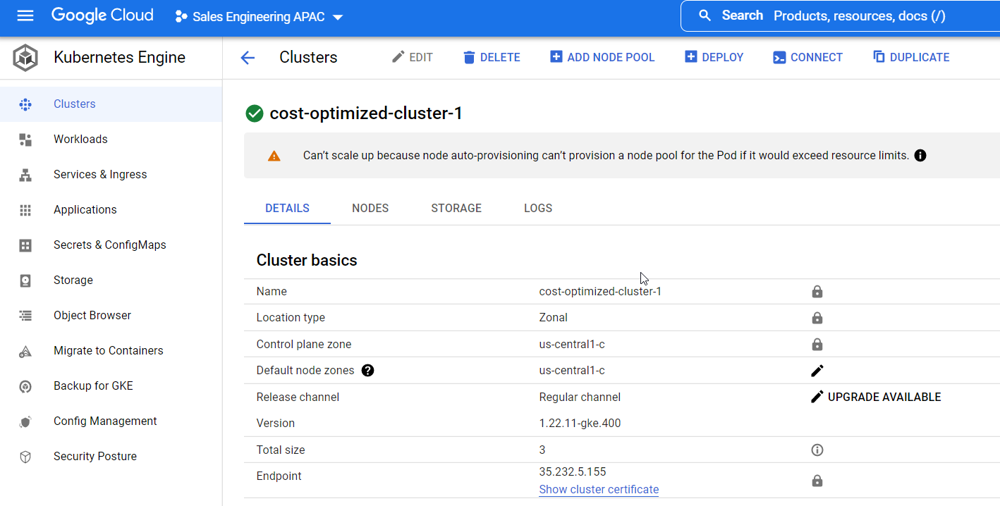 Google Cloud
Sales Engineering APAC
Search Products, resources, docs (/)
Kubernetes Engine
Clusters
Workloads
Services & Ingress
Applications
Secrets & ConfigMaps
Storage
Object Browser
Migrate to Containers
Backup for GKE
Config Management
Security Posture
Clusters
EDIT
DELETE
ADD NODE POOL
DEPLOY
CONNECT
DUPLICATE
cost-optimized-cluster-1
Can’t scale up because node auto-provisioning can’t provision a node pool for the Pod if it would exceed resource limits.
DETAILS NODES STORAGE LOGS
Cluster basics
Name cost-optimized-cluster-1
Location type Zonal
Control plane zone us-central1-c
Default node zones us-central1-c
Release channel Regular channel UPGRADE AVAILABLE
Version 1.22.11-gke.400
Total size 3
Endpoint 35.232.5.155
Show cluster certificate